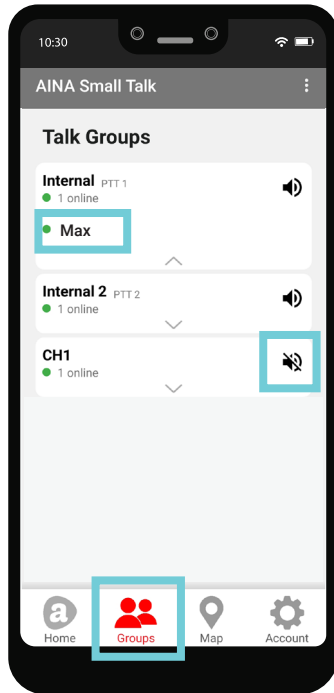 10:30
AINA Small Talk
Talk Groups
Internal PTT 1
1 online
Max
Internal 2 PTT 2
1 online
CH1
1 online
a
Home Groups Map Account